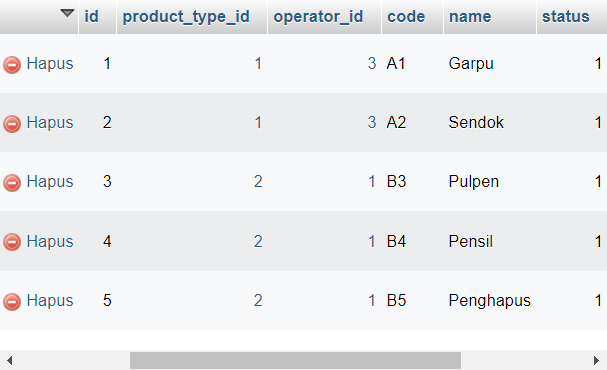 id product_type_id operator_id code name status
Hapus 1 1 3 A1 Garpu 1
Hapus 2 1 3 A2 Sendok 1
Hapus 3 2 1 B3 Pulpen 1
Hapus 4 2 1 B4 Pensil 1
Hapus 5 2 1 B5 Penghapus 1